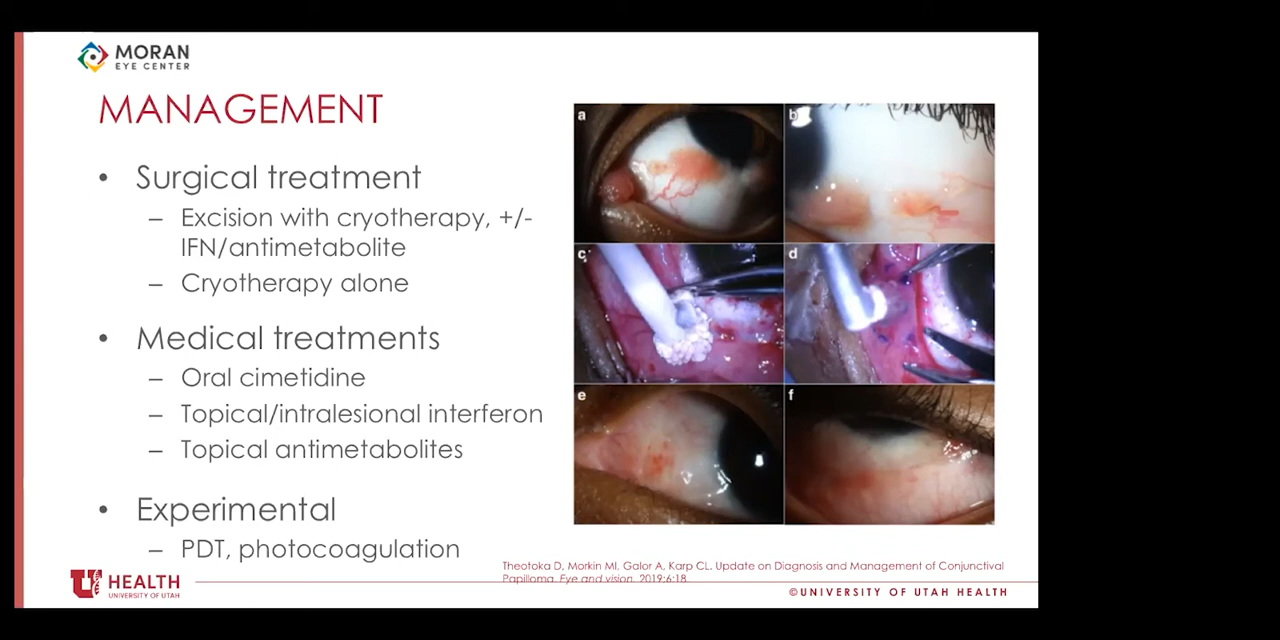 MORAN
EYE CENTER
MANAGEMENT
• Surgical treatment
– Excision with cryotherapy, +/-
IFN/antimetabolite
– Cryotherapy alone
• Medical treatments
– Oral cimetidine
– Topical/intralesional interferon
– Topical antimetabolites
• Experimental
– PDT, photocoagulation
a
b
c
d
e
f
Theotoka D, Morkin MI, Galor A, Karp CL. Update on Diagnosis and Management of Conjunctival
Papilloma. Eye and vision. 2019;6:18.
U HEALTH
UNIVERSITY OF UTAH
©UNIVERSITY OF UTAH HEALTH